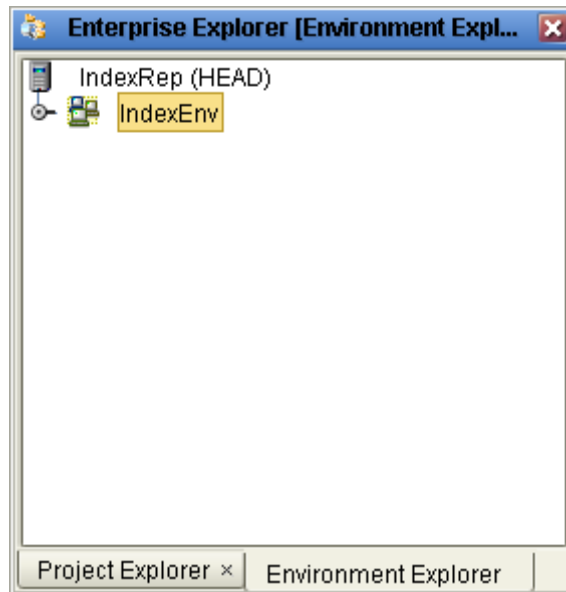 Enterprise Explorer [Environment Expl...
IndexRep (HEAD)
IndexEnv
Project Explorer × Environment Explorer